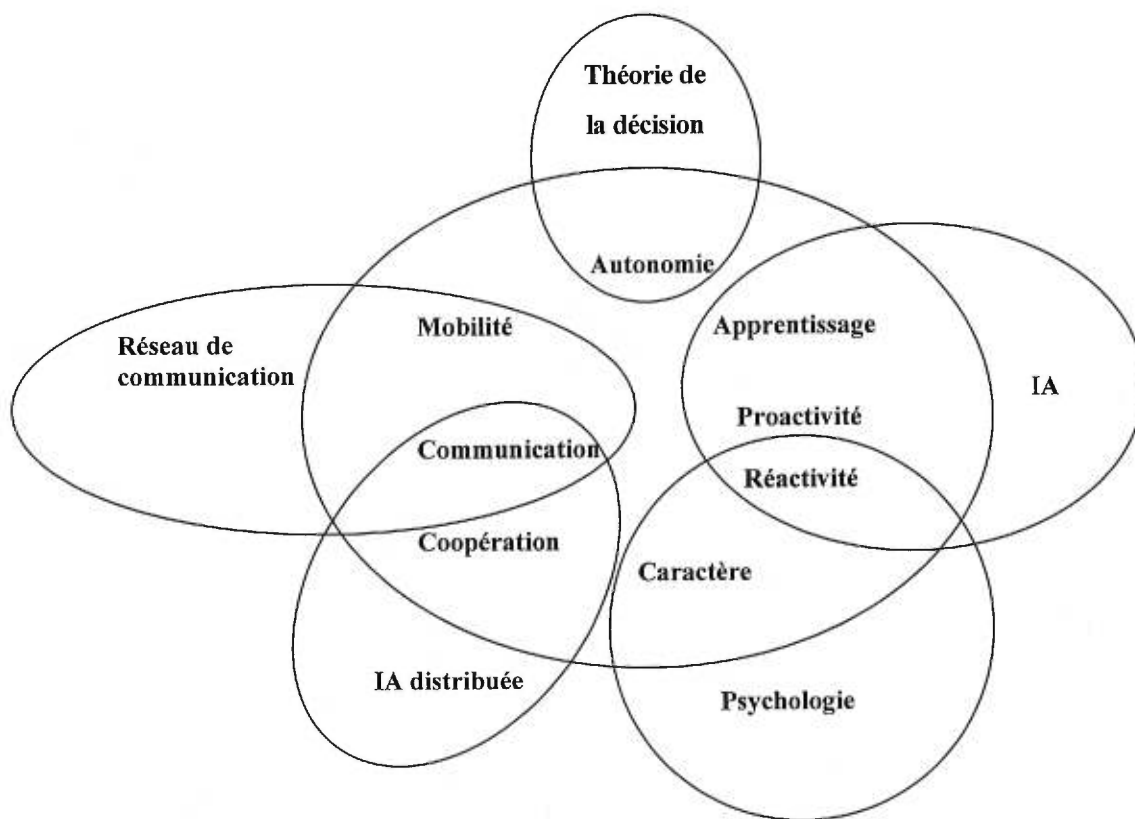 Théorie de
la décision
Autonomie
Mobilité
Apprentissage
Réseau de
communication
IA
Proactivité
Communication
Réactivité
Coopération
Caractère
IA distribuée
Psychologie